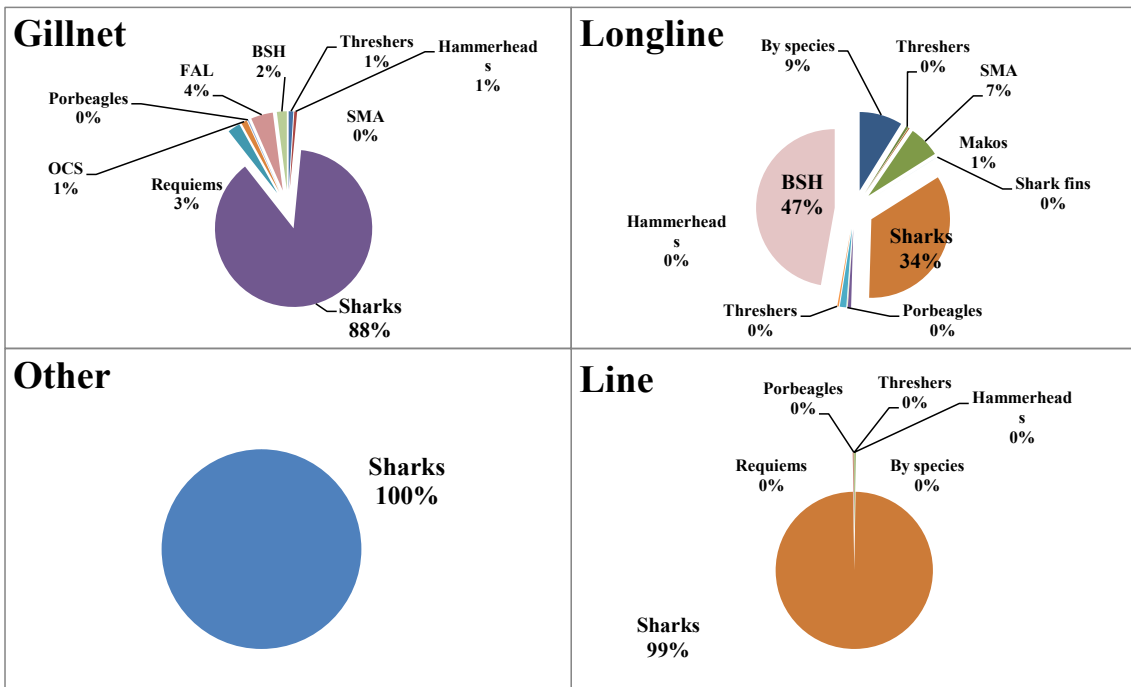 Gillnet
BSH
2%
Threshers
1%
Hammerhead
s
1%
FAL
4%
Porbeagles
0%
SMA
0%
OCS
1%
Requiems
3%
Sharks
88%
Longline
By species
9%
Threshers
0%
SMA
7%
Makos
1%
Shark fins
0%
BSH
47%
Hammerhead
s
0%
Sharks
34%
Threshers
0%
Porbeagles
0%
Other
Sharks
100%
Line
Porbeagles
0%
Threshers
0%
Hammerhead
s
0%
Requiems
0%
By species
0%
Sharks
99%